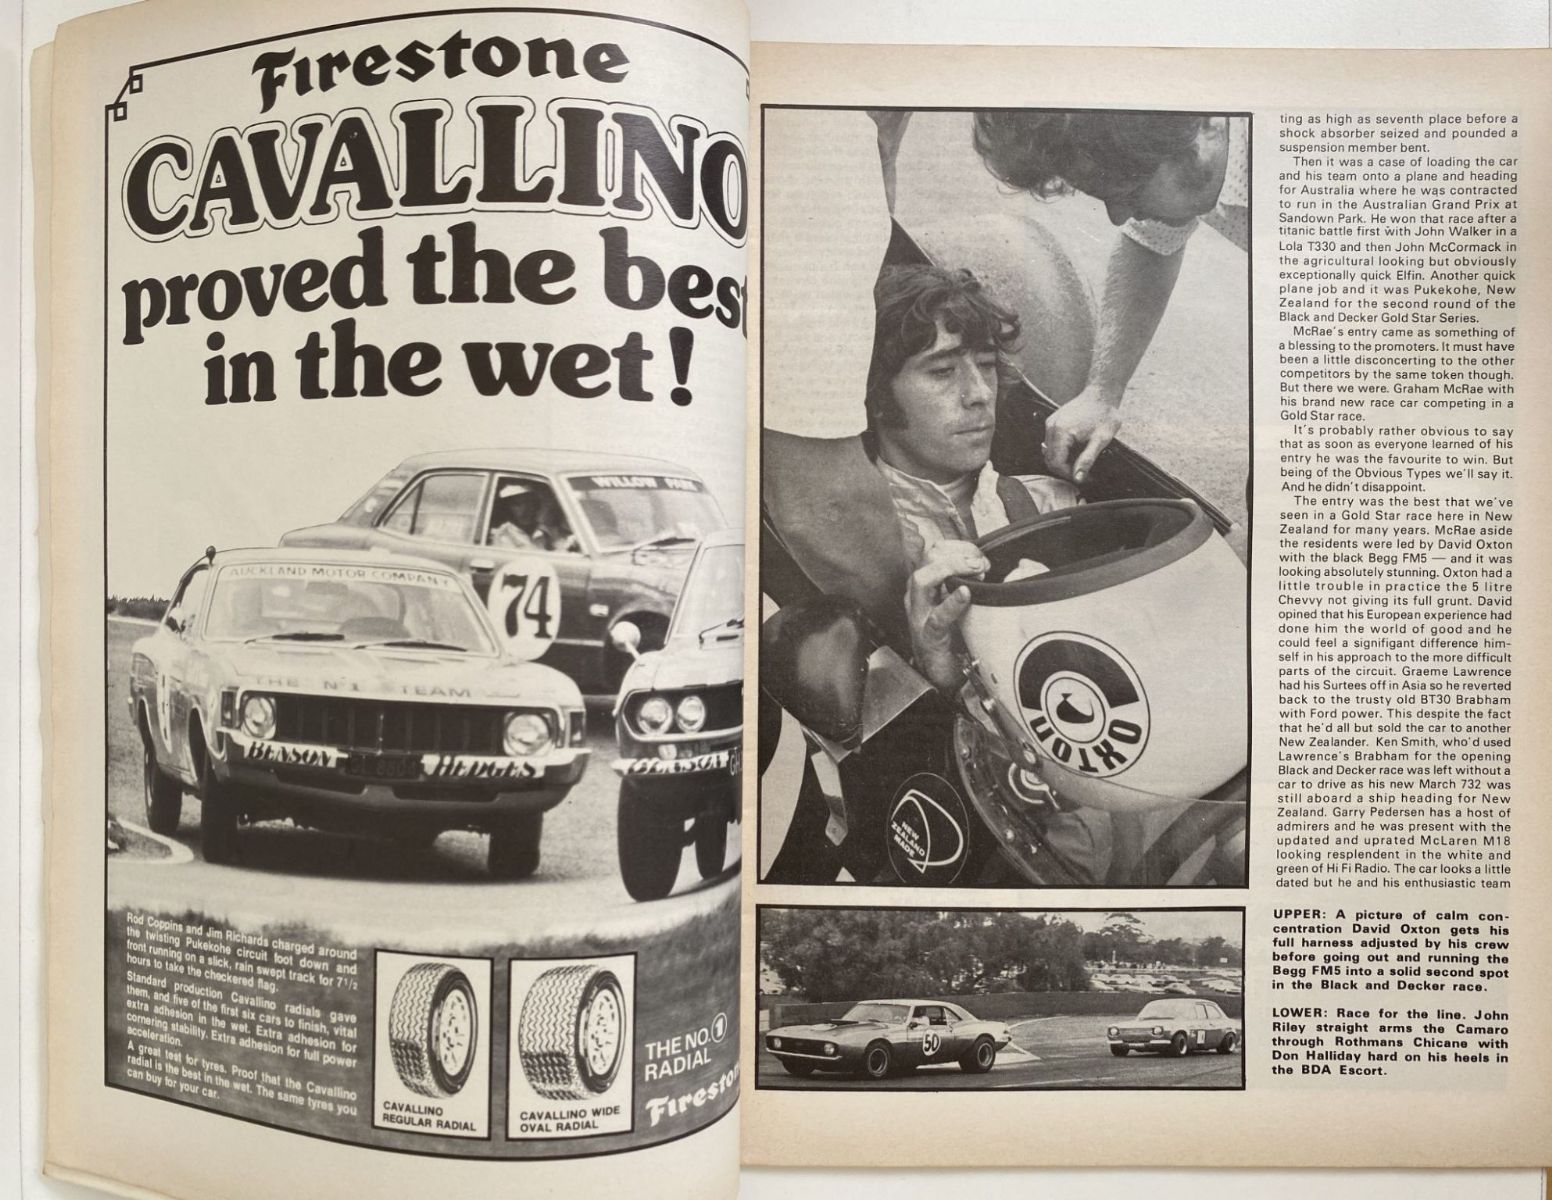 Firestone
CAVALLINO
proved the best
in the wet!
WILLOW PARK
AUCKLAND MOTOR COMPANY
74
THE Nº1 TEAM
BENSON HEDGES
Rod Coppins and Jim Richards charged around
the twisting Pukekohe circuit foot down and
front running on a slick, rain swept track for 7 1/2
hours to take the checkered flag.
Standard production Cavallino radials gave
them, and five of the first six cars to finish, vital
extra adhesion in the wet. Extra adhesion for
cornering stability. Extra adhesion for full power
acceleration.
A great test for tyres. Proof that the Cavallino
radial is the best in the wet. The same tyres you
can buy for your car.
CAVALLINO
REGULAR RADIAL
CAVALLINO WIDE
OVAL RADIAL
THE NO. 1
RADIAL
Firestone
OXTON
OXTON
NEW
ZEALAND
TRADE
50
ting as high as seventh place before a
shock absorber seized and pounded a
suspension member bent.
Then it was a case of loading the car
and his team onto a plane and heading
for Australia where he was contracted
to run in the Australian Grand Prix at
Sandown Park. He won that race after a
titanic battle first with John Walker in a
Lola T330 and then John McCormack in
the agricultural looking but obviously
exceptionally quick Elfin. Another quick
plane job and it was Pukekohe, New
Zealand for the second round of the
Black and Decker Gold Star Series.
McRae's entry came as something of
a blessing to the promoters. It must have
been a little disconcerting to the other
competitors by the same token though.
But there we were. Graham McRae with
his brand new race car competing in a
Gold Star race.
It's probably rather obvious to say
that as soon as everyone learned of his
entry he was the favourite to win. But
being of the Obvious Types we'll say it.
And he didn't disappoint.
The entry was the best that we've
seen in a Gold Star race here in New
Zealand for many years. McRae aside
the residents were led by David Oxton
with the black Begg FM5 — and it was
looking absolutely stunning. Oxton had a
little trouble in practice the 5 litre
Chevvy not giving its full grunt. David
opined that his European experience had
done him the world of good and he
could feel a signifigant difference him-
self in his approach to the more difficult
parts of the circuit. Graeme Lawrence
had his Surtees off in Asia so he reverted
back to the trusty old BT30 Brabham
with Ford power. This despite the fact
that he'd all but sold the car to another
New Zealander. Ken Smith, who'd used
Lawrence's Brabham for the opening
Black and Decker race was left without a
car to drive as his new March 732 was
still aboard a ship heading for New
Zealand. Garry Pedersen has a host of
admirers and he was present with the
updated and uprated McLaren M18
looking resplendent in the white and
green of Hi Fi Radio. The car looks a little
dated but he and his enthusiastic team
UPPER: A picture of calm con-
centration David Oxton gets his
full harness adjusted by his crew
before going out and running the
Begg FM5 into a solid second spot
in the Black and Decker race.
LOWER: Race for the line. John
Riley straight arms the Camaro
through Rothmans Chicane with
Don Halliday hard on his heels in
the BDA Escort.